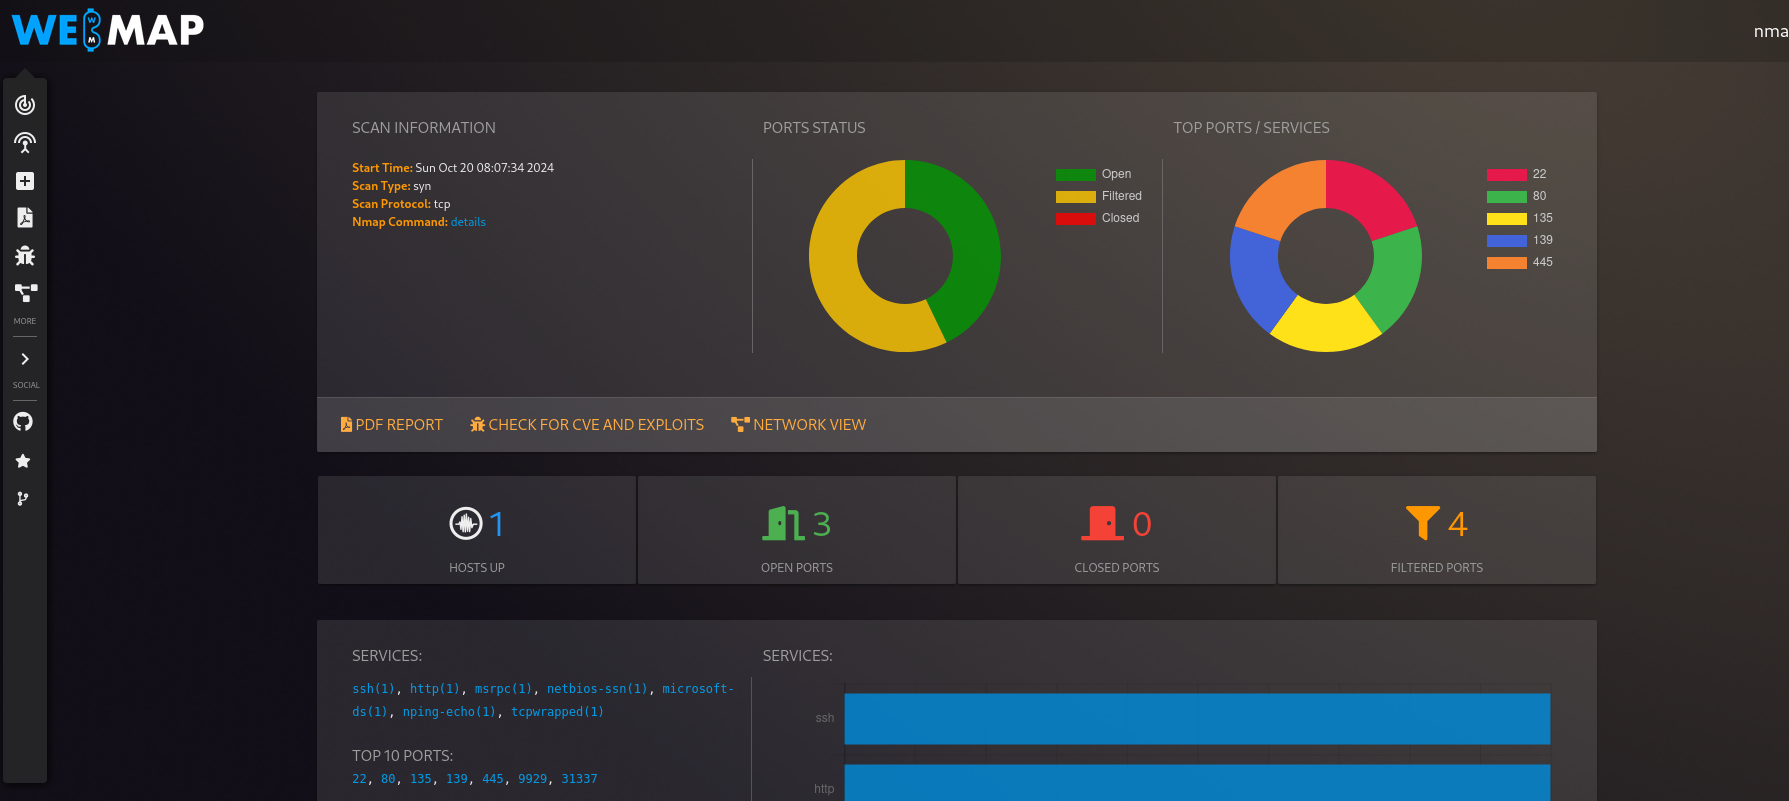 WEBMAP
nma
SCAN INFORMATION
Start Time: Sun Oct 20 08:07:34 2024
Scan Type: syn
Scan Protocol: tcp
Nmap Command: details
PORTS STATUS
Open
Filtered
Closed
TOP PORTS / SERVICES
22
80
135
139
445
MORE
SOCIAL
PDF REPORT
CHECK FOR CVE AND EXPLOITS
NETWORK VIEW
1
HOSTS UP
3
OPEN PORTS
0
CLOSED PORTS
4
FILTERED PORTS
SERVICES:
ssh(1), http(1), msrpc(1), netbios-ssn(1), microsoft-
ds(1), nping-echo(1), tcpwrapped(1)
TOP 10 PORTS:
22, 80, 135, 139, 445, 9929, 31337
SERVICES:
ssh
http